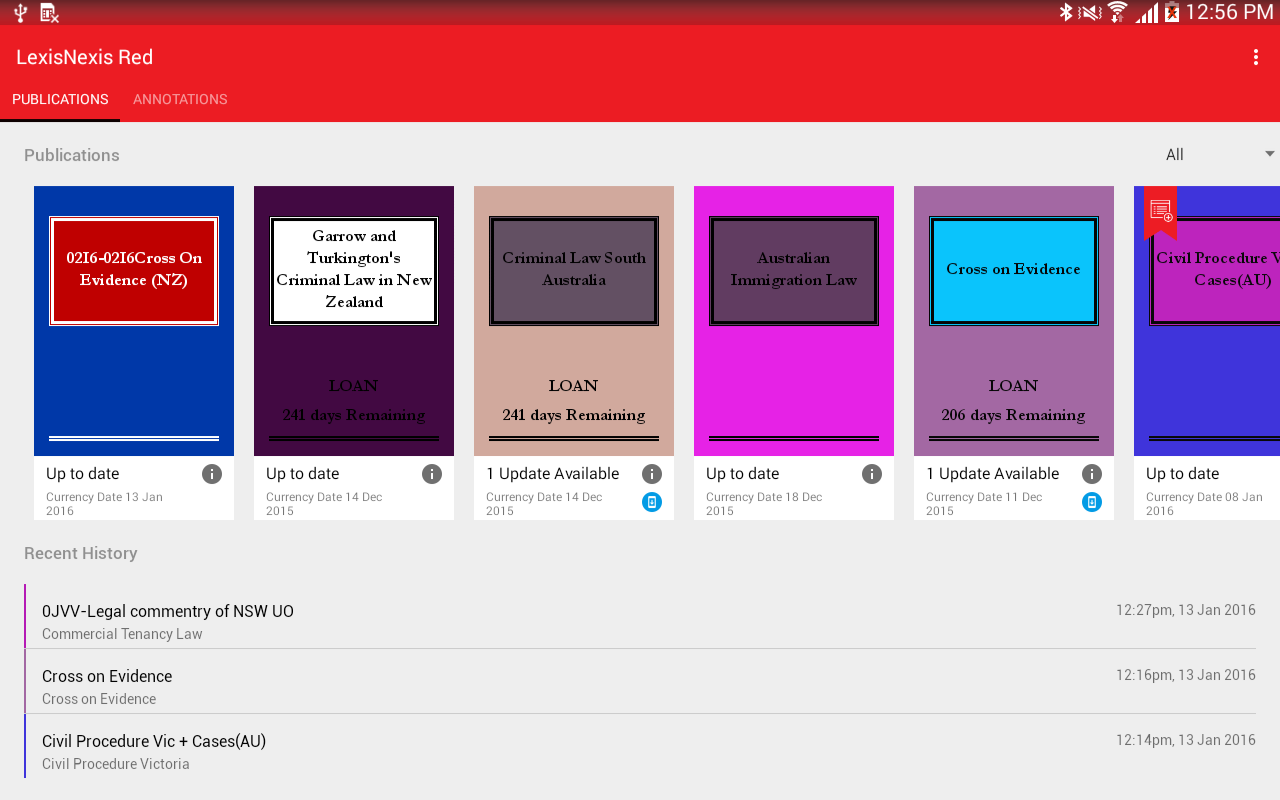 12:56 PM
LexisNexis Red
PUBLICATIONS
ANNOTATIONS
Publications
All
02I6-02I6Cross On
Evidence (NZ)
Up to date
Currency Date 13 Jan
2016
Garrow and
Turkington's
Criminal Law in New
Zealand
LOAN
241 days Remaining
Up to date
Currency Date 14 Dec
2015
Criminal Law South
Australia
LOAN
241 days Remaining
1 Update Available
Currency Date 14 Dec
2015
Australian
Immigration Law
Up to date
Currency Date 18 Dec
2015
Cross on Evidence
LOAN
206 days Remaining
1 Update Available
Currency Date 11 Dec
2015
Civil Procedure V
Cases(AU)
Up to date
Currency Date 08 Jan
2016
Recent History
0JVV-Legal commentry of NSW UO
12:27pm, 13 Jan 2016
Commercial Tenancy Law
Cross on Evidence
12:16pm, 13 Jan 2016
Cross on Evidence
Civil Procedure Vic + Cases(AU)
12:14pm, 13 Jan 2016
Civil Procedure Victoria